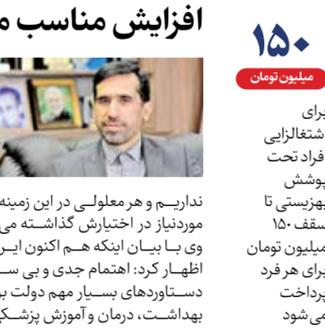 افزایش مناسب
۱۵۰
میلیون تومان
برای
اشتغالزایی
افراد تحت
پوشش
بهزیستی تا
سقف ۱۵۰
میلیون تومان
برای هر فرد
پرداخت
می‌شود
نداریم و هر معلولی در این زمینه
موردنیاز در اختیارش گذاشته می
وی با بیان اینکه هم اکنون این
اظهار کرد: اهتمام جدی و بی س
دستاوردهای بسیار مهم دولت بر
بهداشت، درمان و آموزش پزشکی